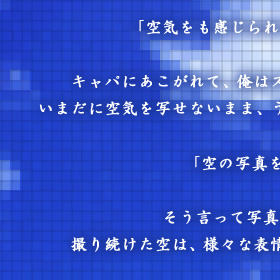 「空気をも感じられ
キャパにあこがれて、俺は
いまだに空気を写せないまま、
「空の写真を
そう言って写真
撮り続けた空は、様々な表情